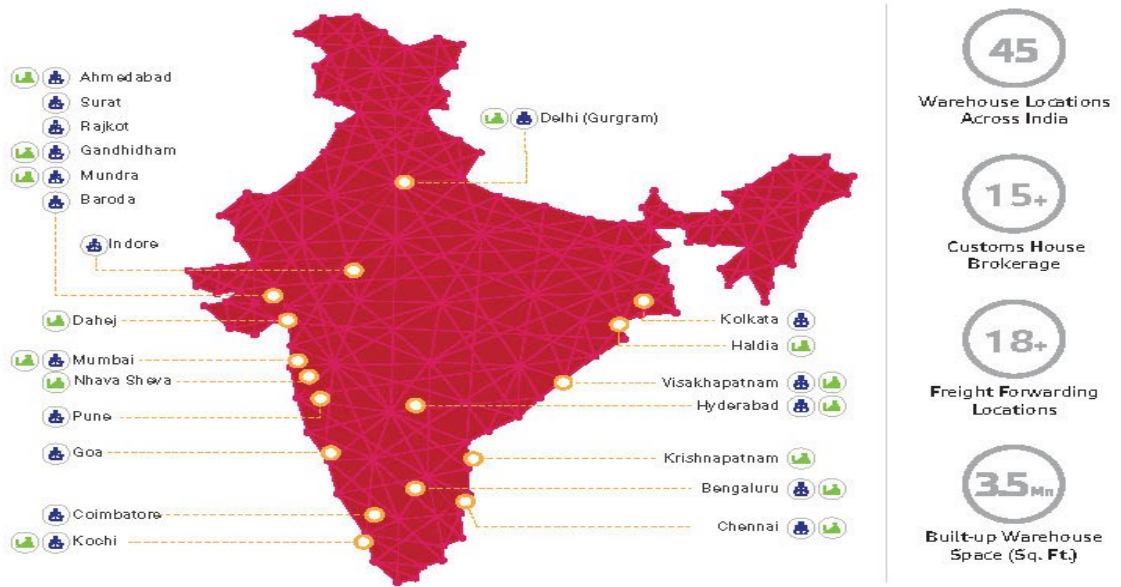 Ahmedabad
Surat
Rajkot
Gandhidham
Mundra
Baroda
Indore
Dahej
Mumbai
Nhava Sheva
Pune
Goa
Coimbatore
Kochi
Delhi (Gurgram)
Kolkata
Haldia
Visakhapatnam
Hyderabad
Krishnapatnam
Bengaluru
Chennai
45
Warehouse Locations
Across India
15+
Customs House
Brokerage
18+
Freight Forwarding
Locations
3.5 Mn
Built-up Warehouse
Space (Sq. Ft.)